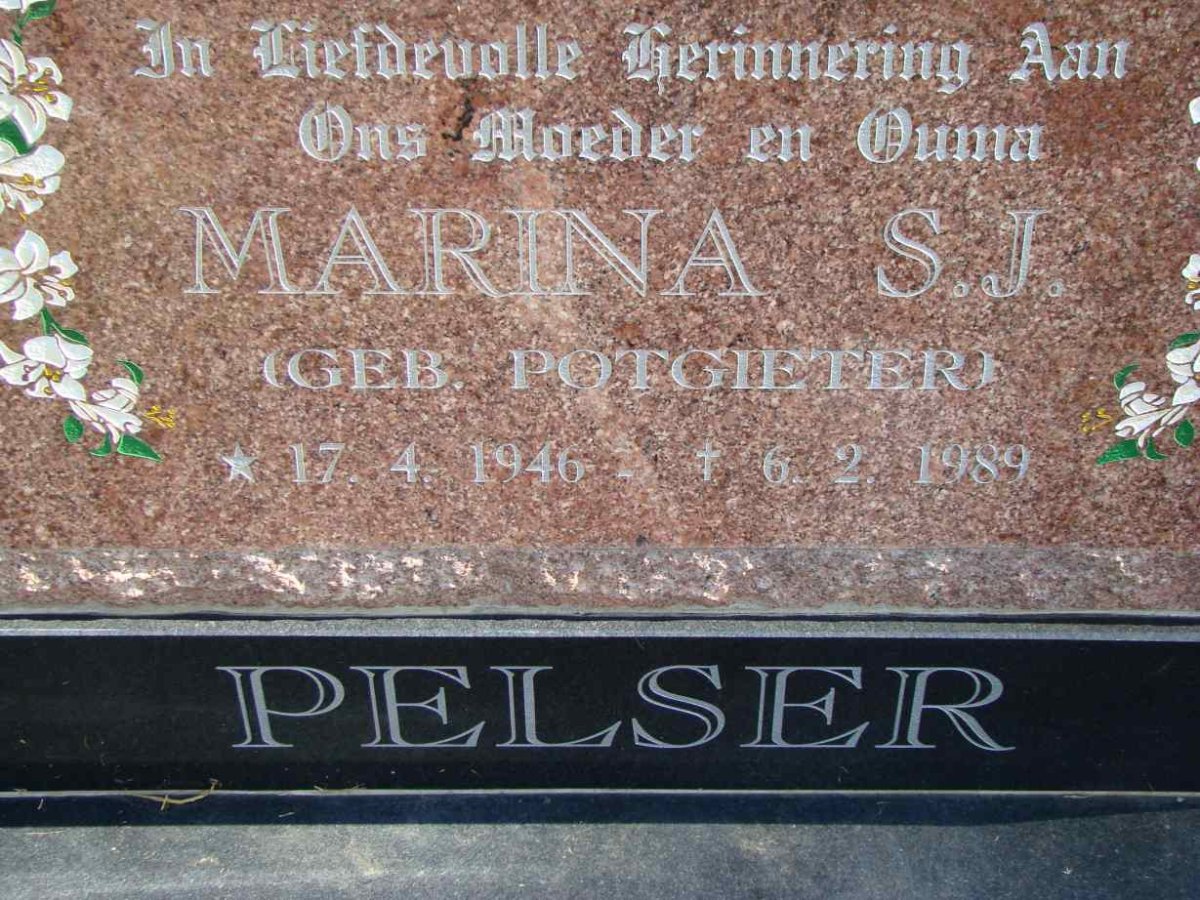 In Liefdevolle Herinnering Aan
Ons Moeder en Ouma
MARINA S.J.
(GEB. POTGIETER)
★ 17. 4. 1946 - † 6. 2. 1989
PELSER